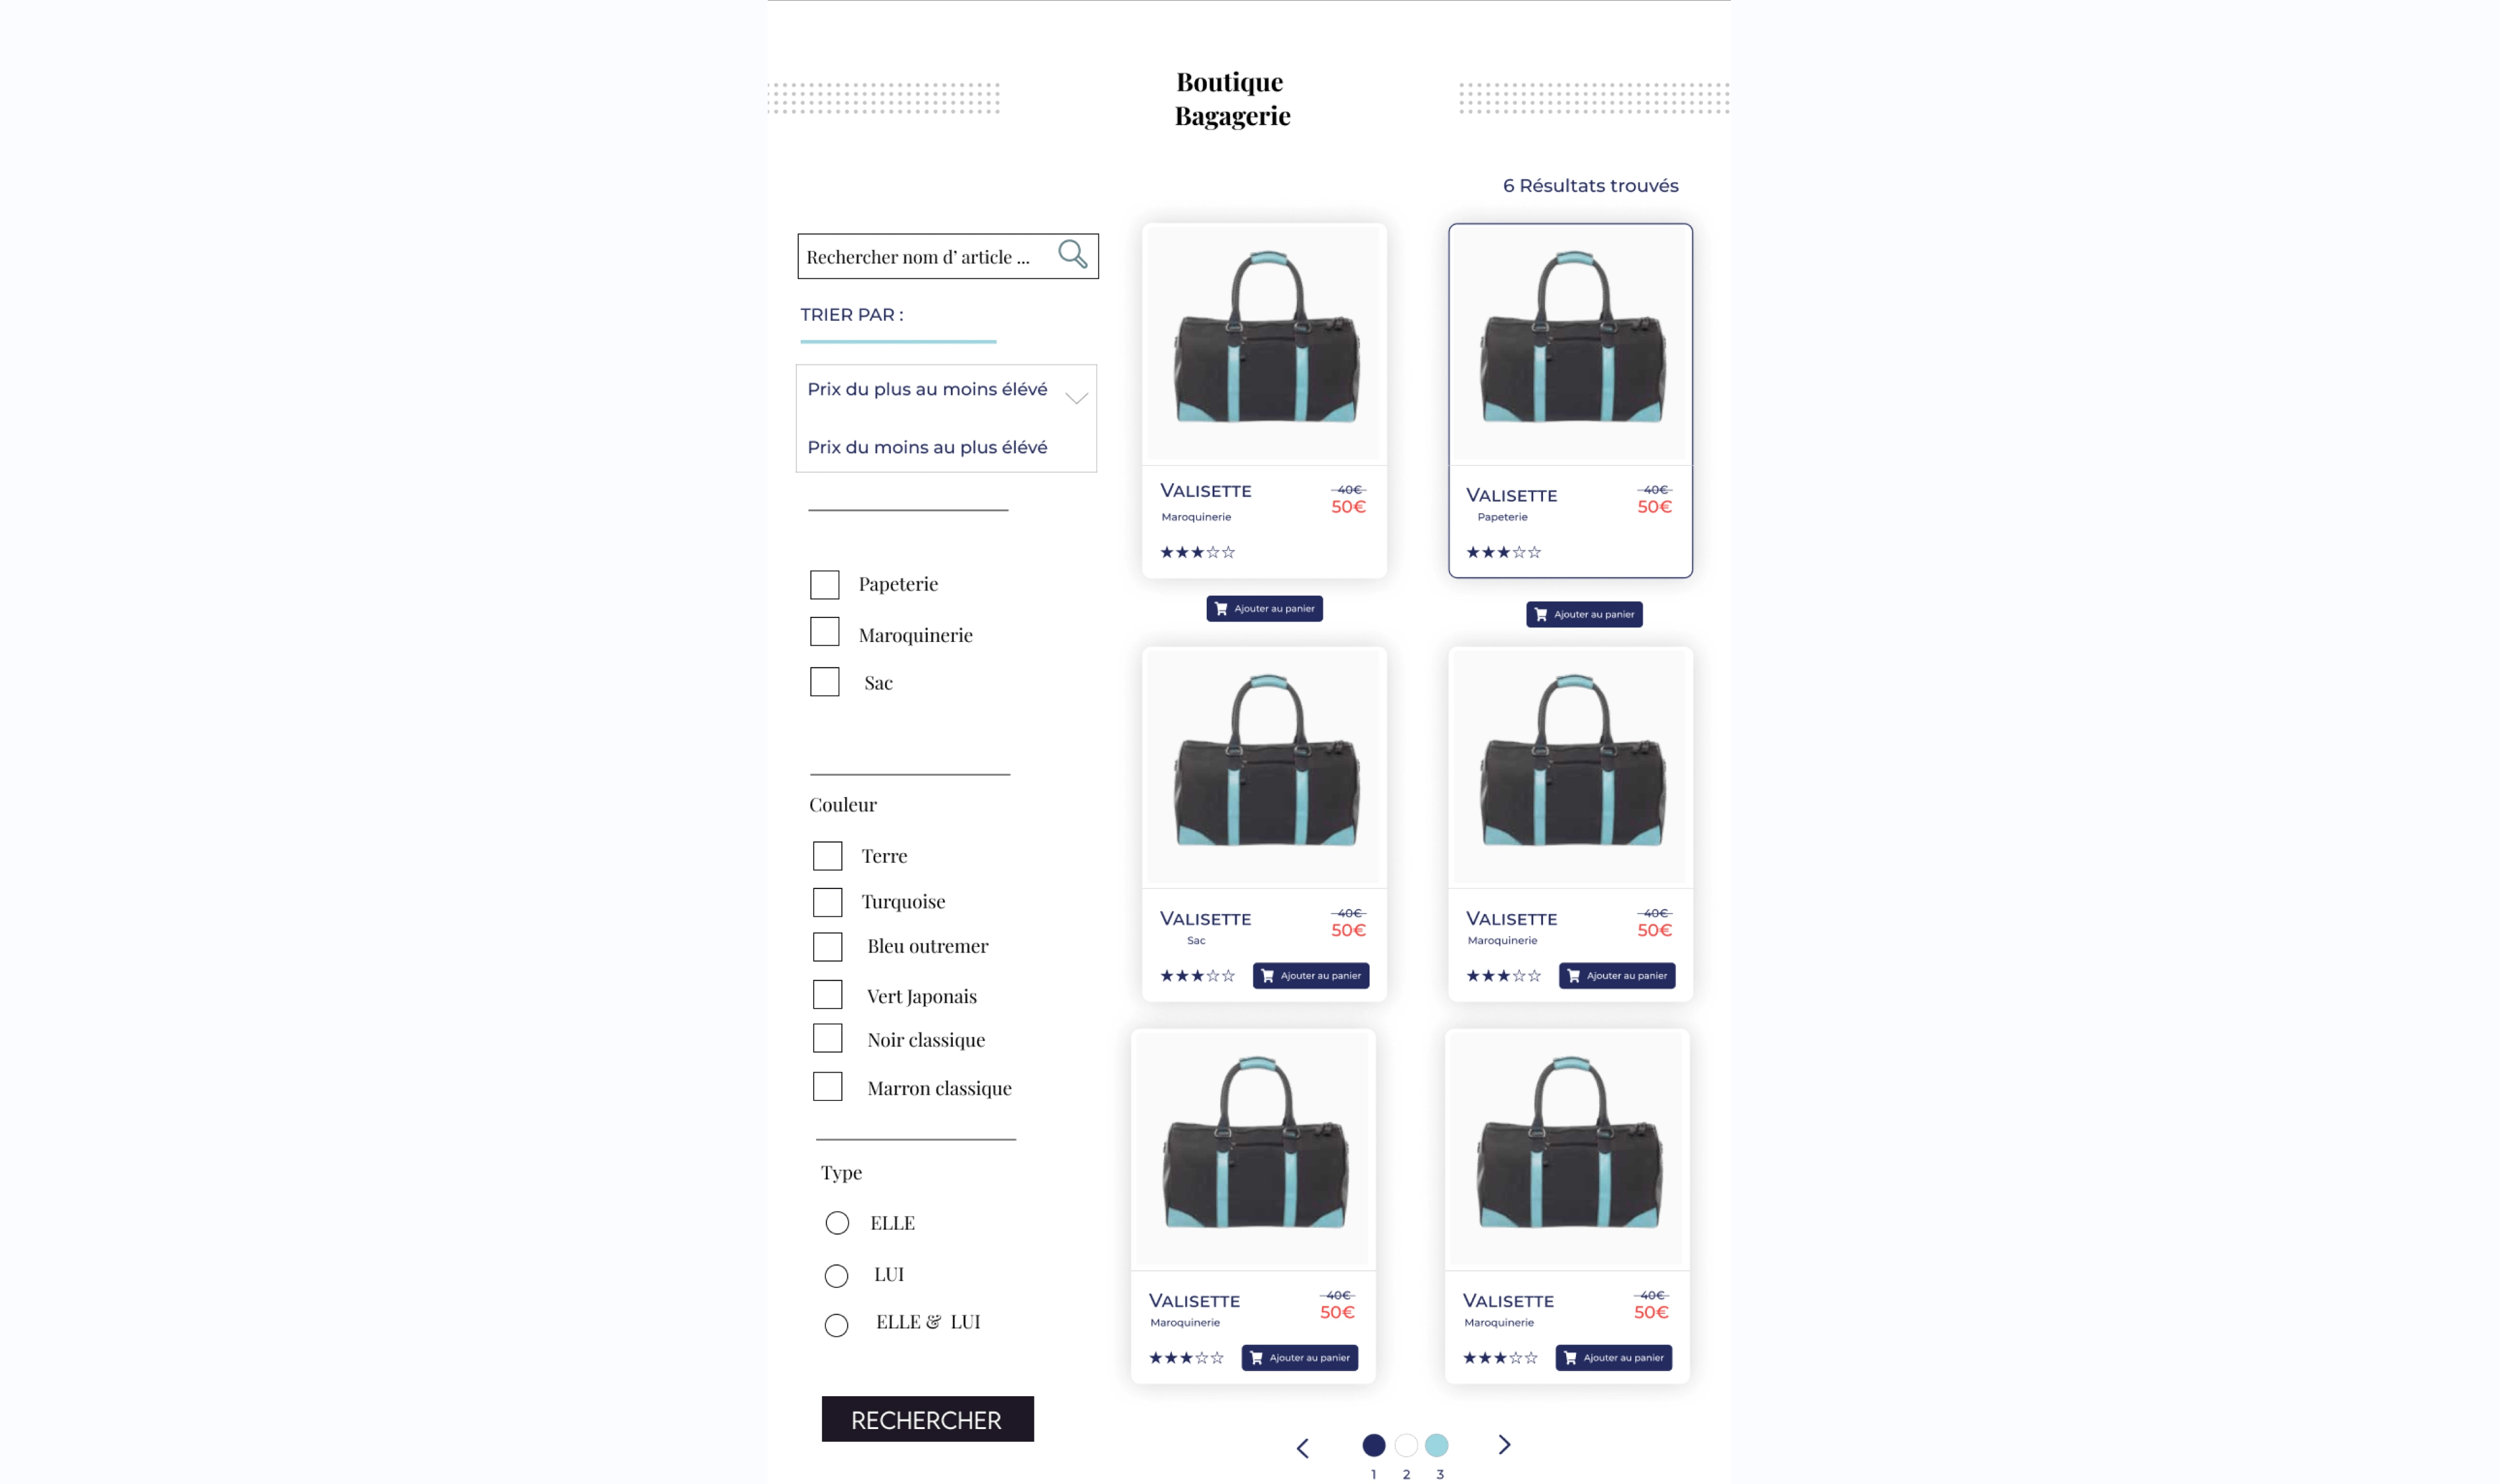 Boutique
Bagagerie
6 Résultats trouvés
Rechercher nom d’ article ...
TRIER PAR :
Prix du plus au moins élévé
Prix du moins au plus élévé
Papeterie
Maroquinerie
Sac
Couleur
Terre
Turquoise
Bleu outremer
Vert Japonais
Noir classique
Marron classique
Type
ELLE
LUI
ELLE & LUI
RECHERCHER
VALISETTE
40€
50€
Maroquinerie
Ajouter au panier
VALISETTE
40€
50€
Papeterie
Ajouter au panier
VALISETTE
40€
50€
Sac
Ajouter au panier
VALISETTE
40€
50€
Maroquinerie
Ajouter au panier
VALISETTE
40€
50€
Maroquinerie
Ajouter au panier
VALISETTE
40€
50€
Maroquinerie
Ajouter au panier
1 2 3